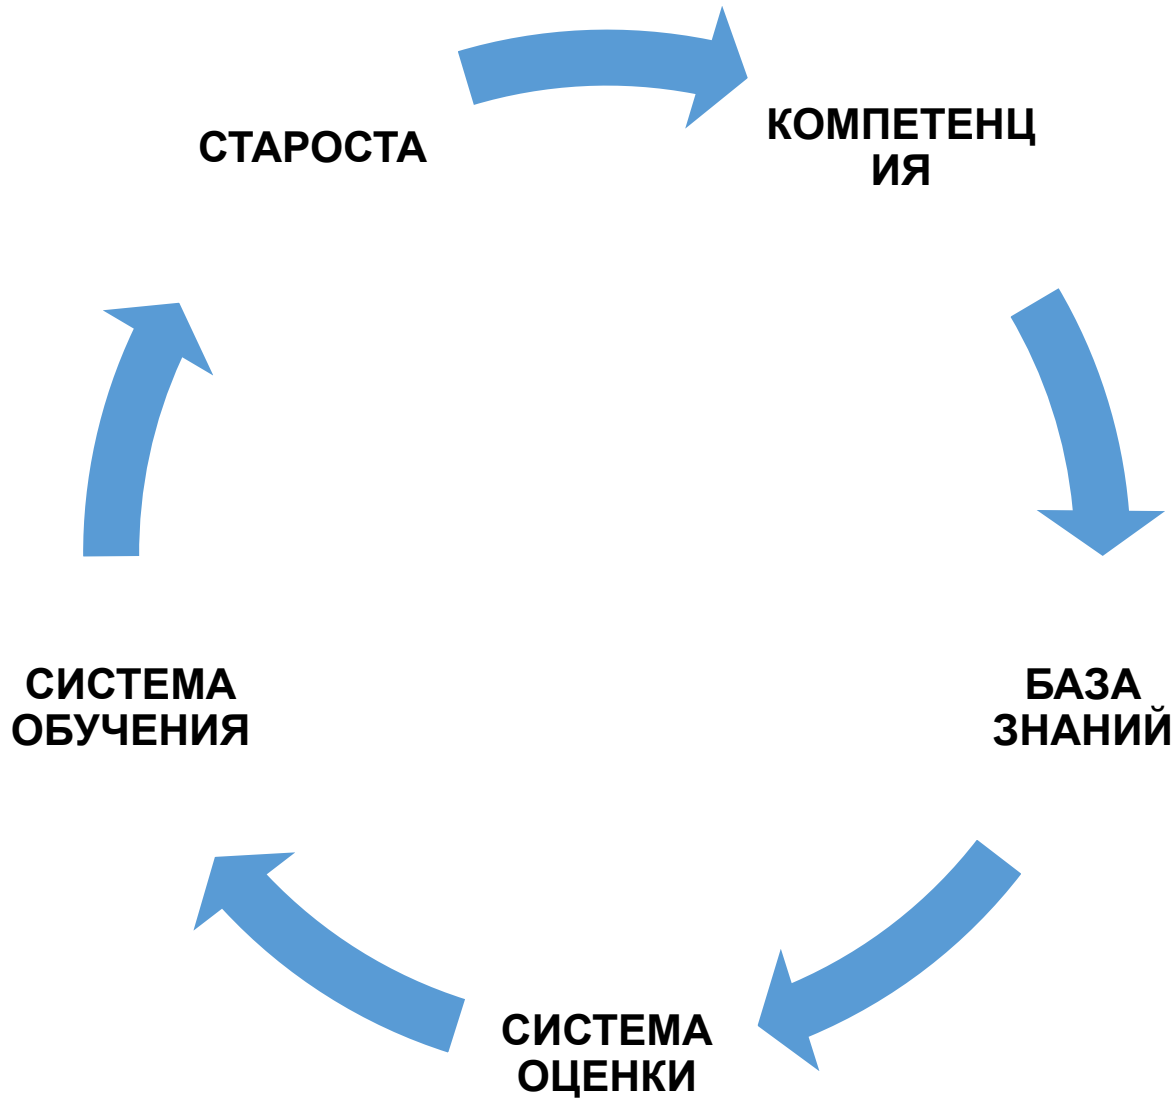 СТАРОСТА
КОМПЕТЕНЦ
ИЯ
БАЗА
ЗНАНИЙ
СИСТЕМА
ОЦЕНКИ
СИСТЕМА
ОБУЧЕНИЯ